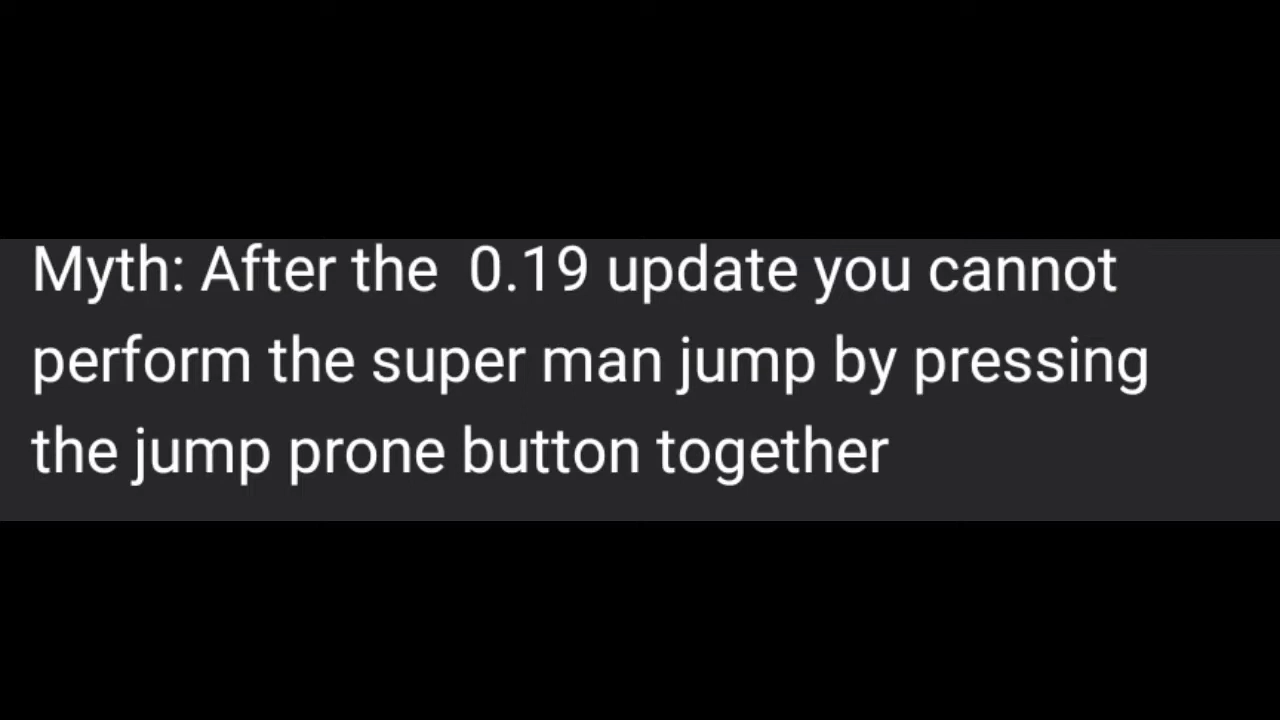 Myth: After the  0.19 update you cannot
perform the super man jump by pressing
the jump prone button together